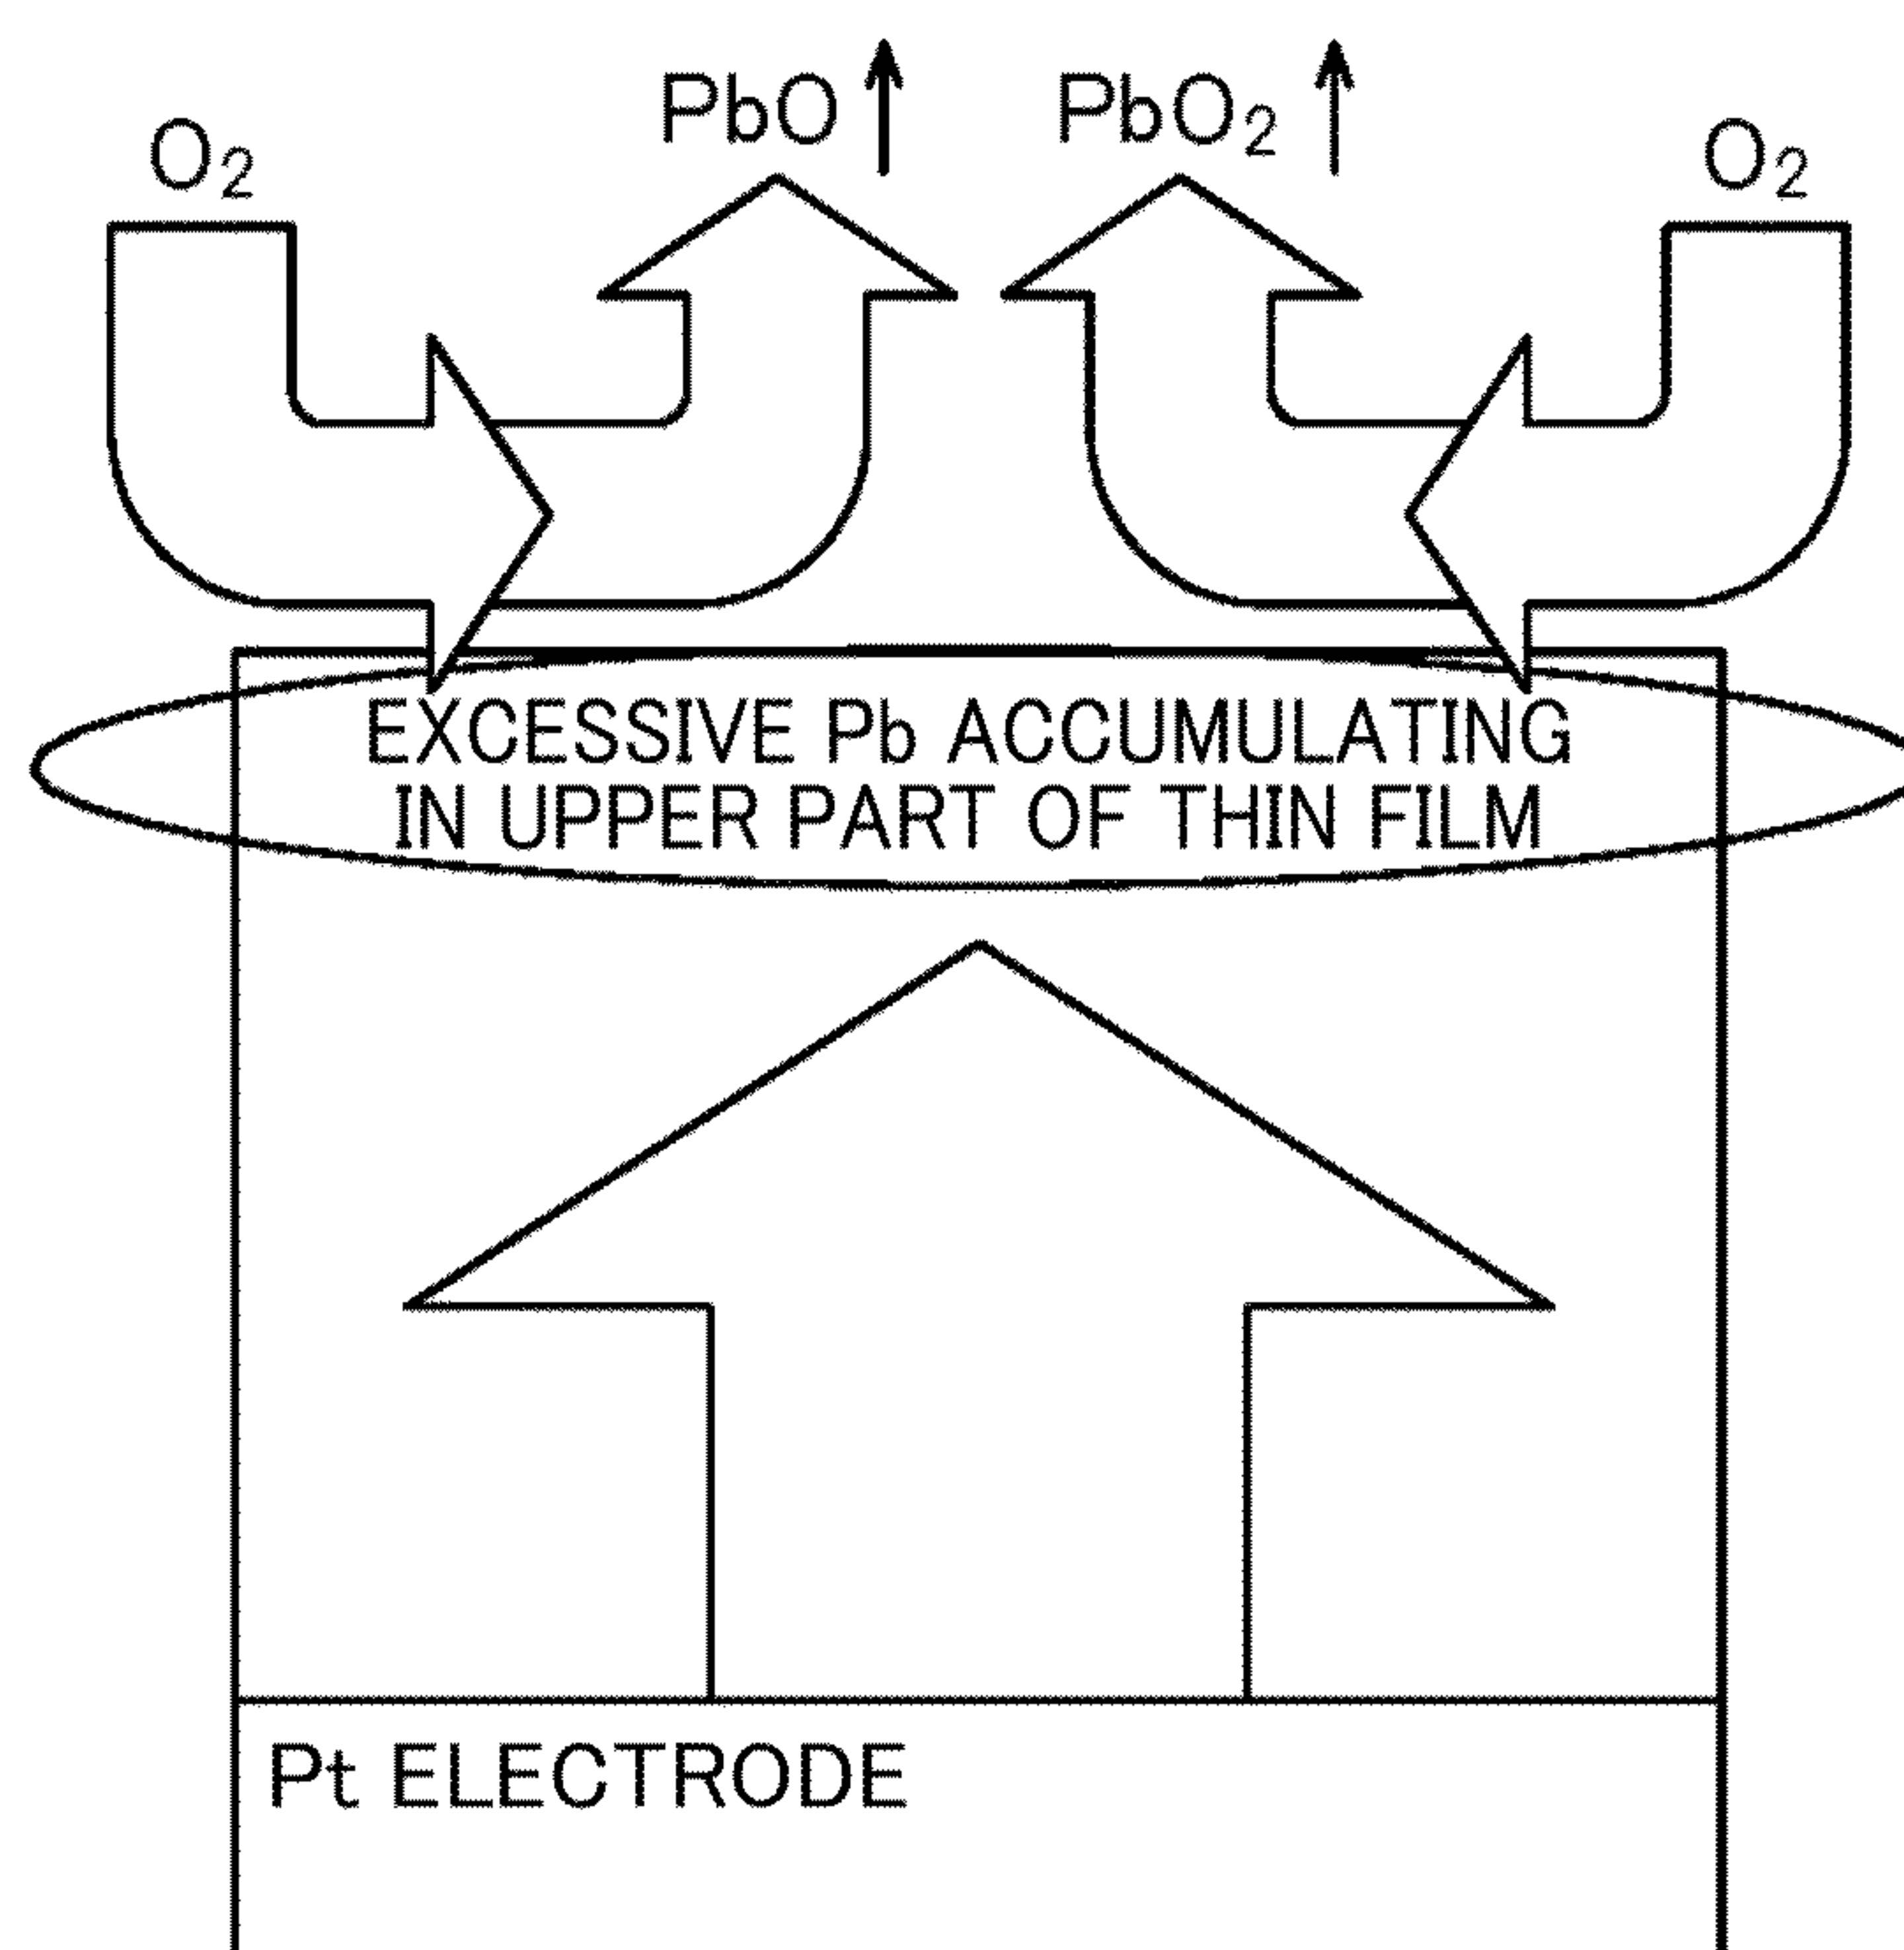 PbO
PbO₂
O₂
O₂
EXCESSIVE Pb ACCUMULATING
IN UPPER PART OF THIN FILM
Pt ELECTRODE